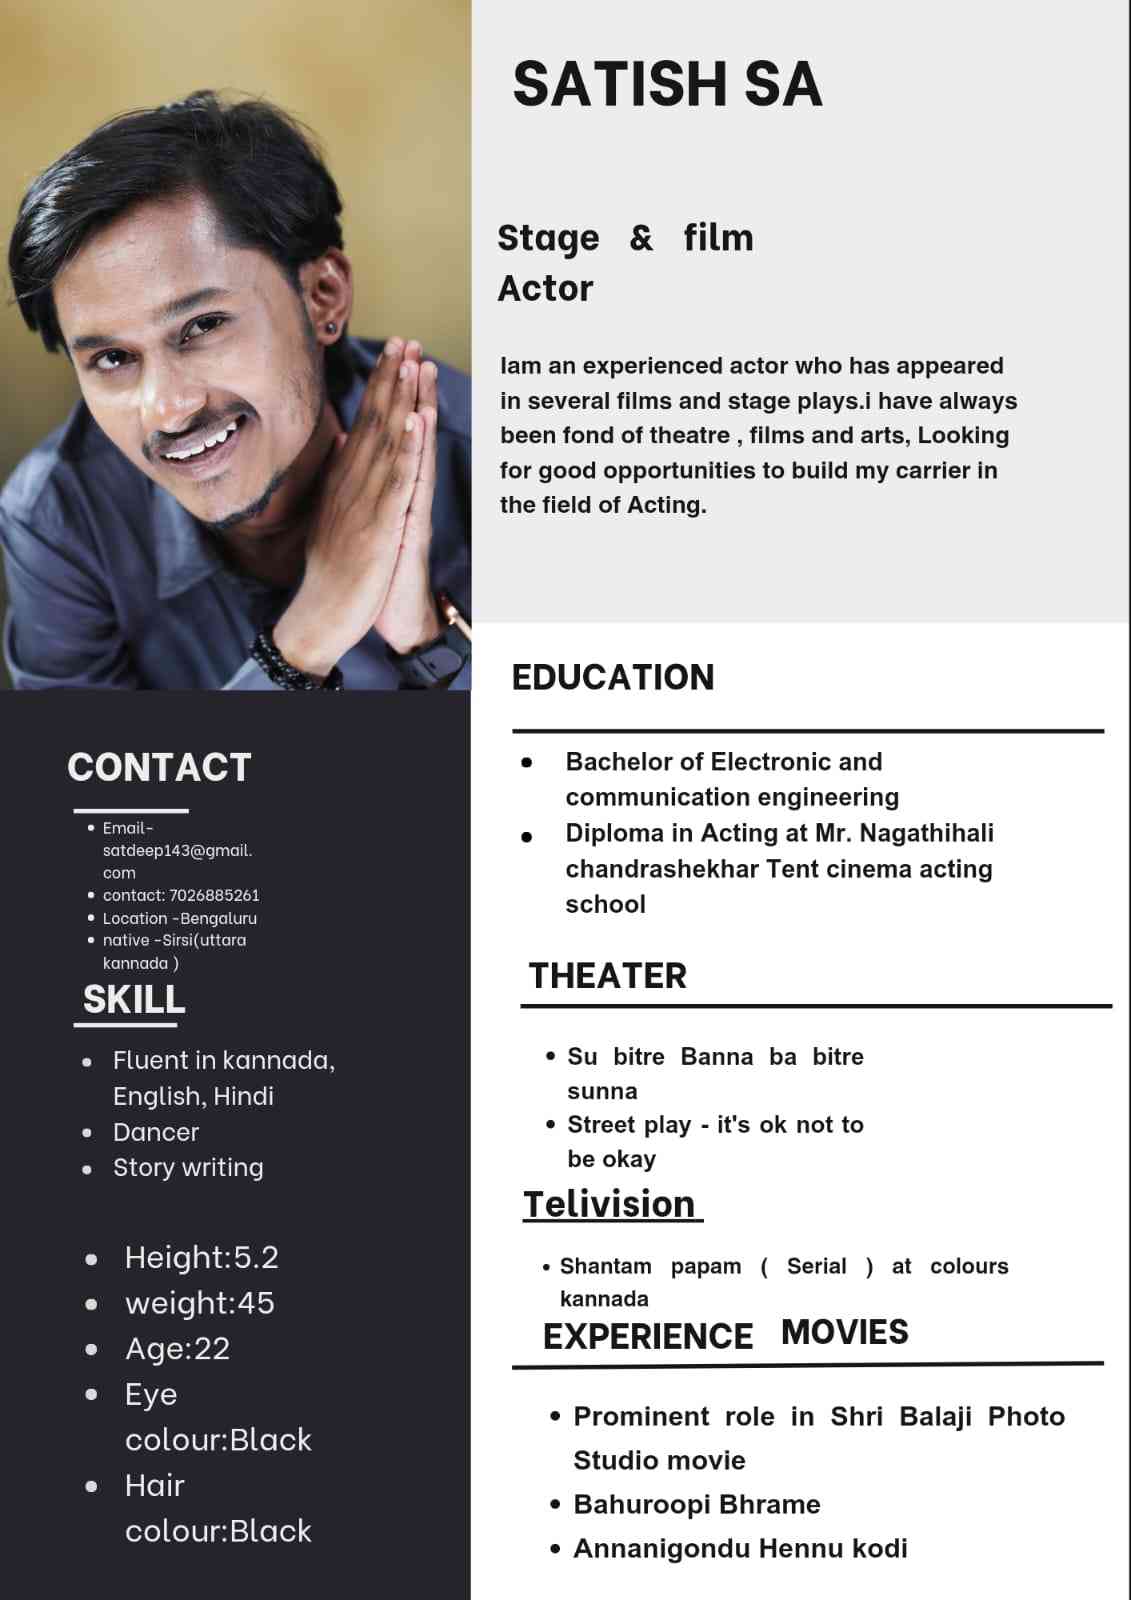 SATISH SA
Stage & film
Actor
Iam an experienced actor who has appeared
in several films and stage plays.i have always
been fond of theatre , films and arts, Looking
for good opportunities to build my carrier in
the field of Acting.
CONTACT
Email-
satdeep143@gmail.
com
contact: 7026885261
Location -Bengaluru
native -Sirsi(uttara
kannada )
SKILL
Fluent in kannada,
English, Hindi
Dancer
Story writing
Height:5.2
weight:45
Age:22
Eye
colour:Black
Hair
colour:Black
EDUCATION
Bachelor of Electronic and
communication engineering
Diploma in Acting at Mr. Nagathihali
chandrashekhar Tent cinema acting
school
THEATER
Su bitre Banna ba bitre
sunna
Street play - it's ok not to
be okay
Telivision
Shantam papam ( Serial ) at colours
kannada
EXPERIENCE MOVIES
Prominent role in Shri Balaji Photo
Studio movie
Bahuroopi Bhrame
Annanigondu Hennu kodi